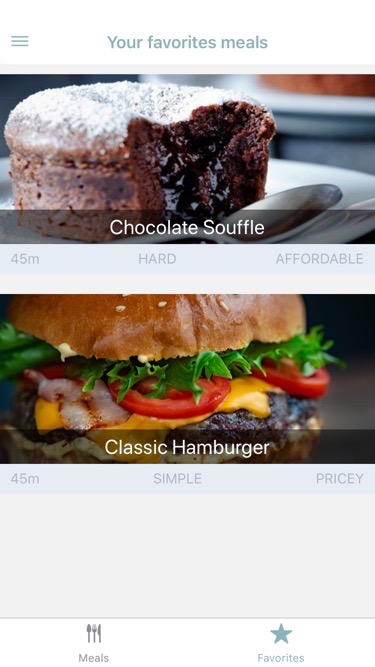 Your favorites meals
Chocolate Souffle
45m HARD AFFORDABLE
Classic Hamburger
45m SIMPLE PRICEY
Meals Favorites